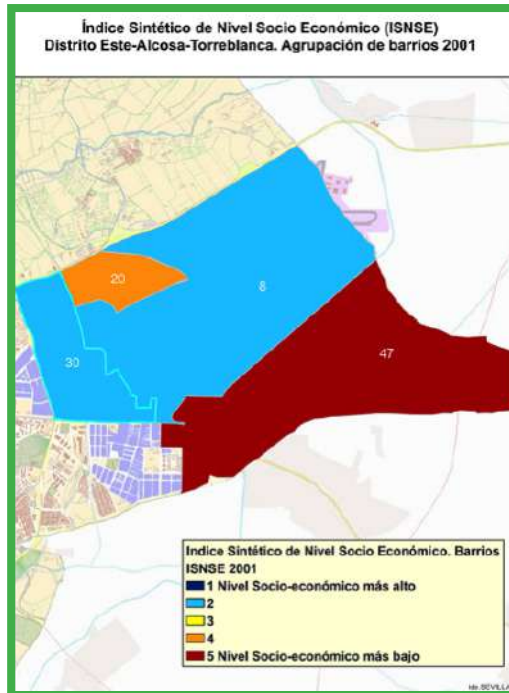 Índice Sintético de Nivel Socio Económico (ISNSE)
Distrito Este-Alcosa-Torreblanca. Agrupación de barrios 2001
20
8
30
47
Indice Sintético de Nivel Socio Económico. Barrios
ISNSE 2001
1 Nivel Socio-económico más alto
2
3
4
5 Nivel Socio-económico más bajo
ide.SEVILLA